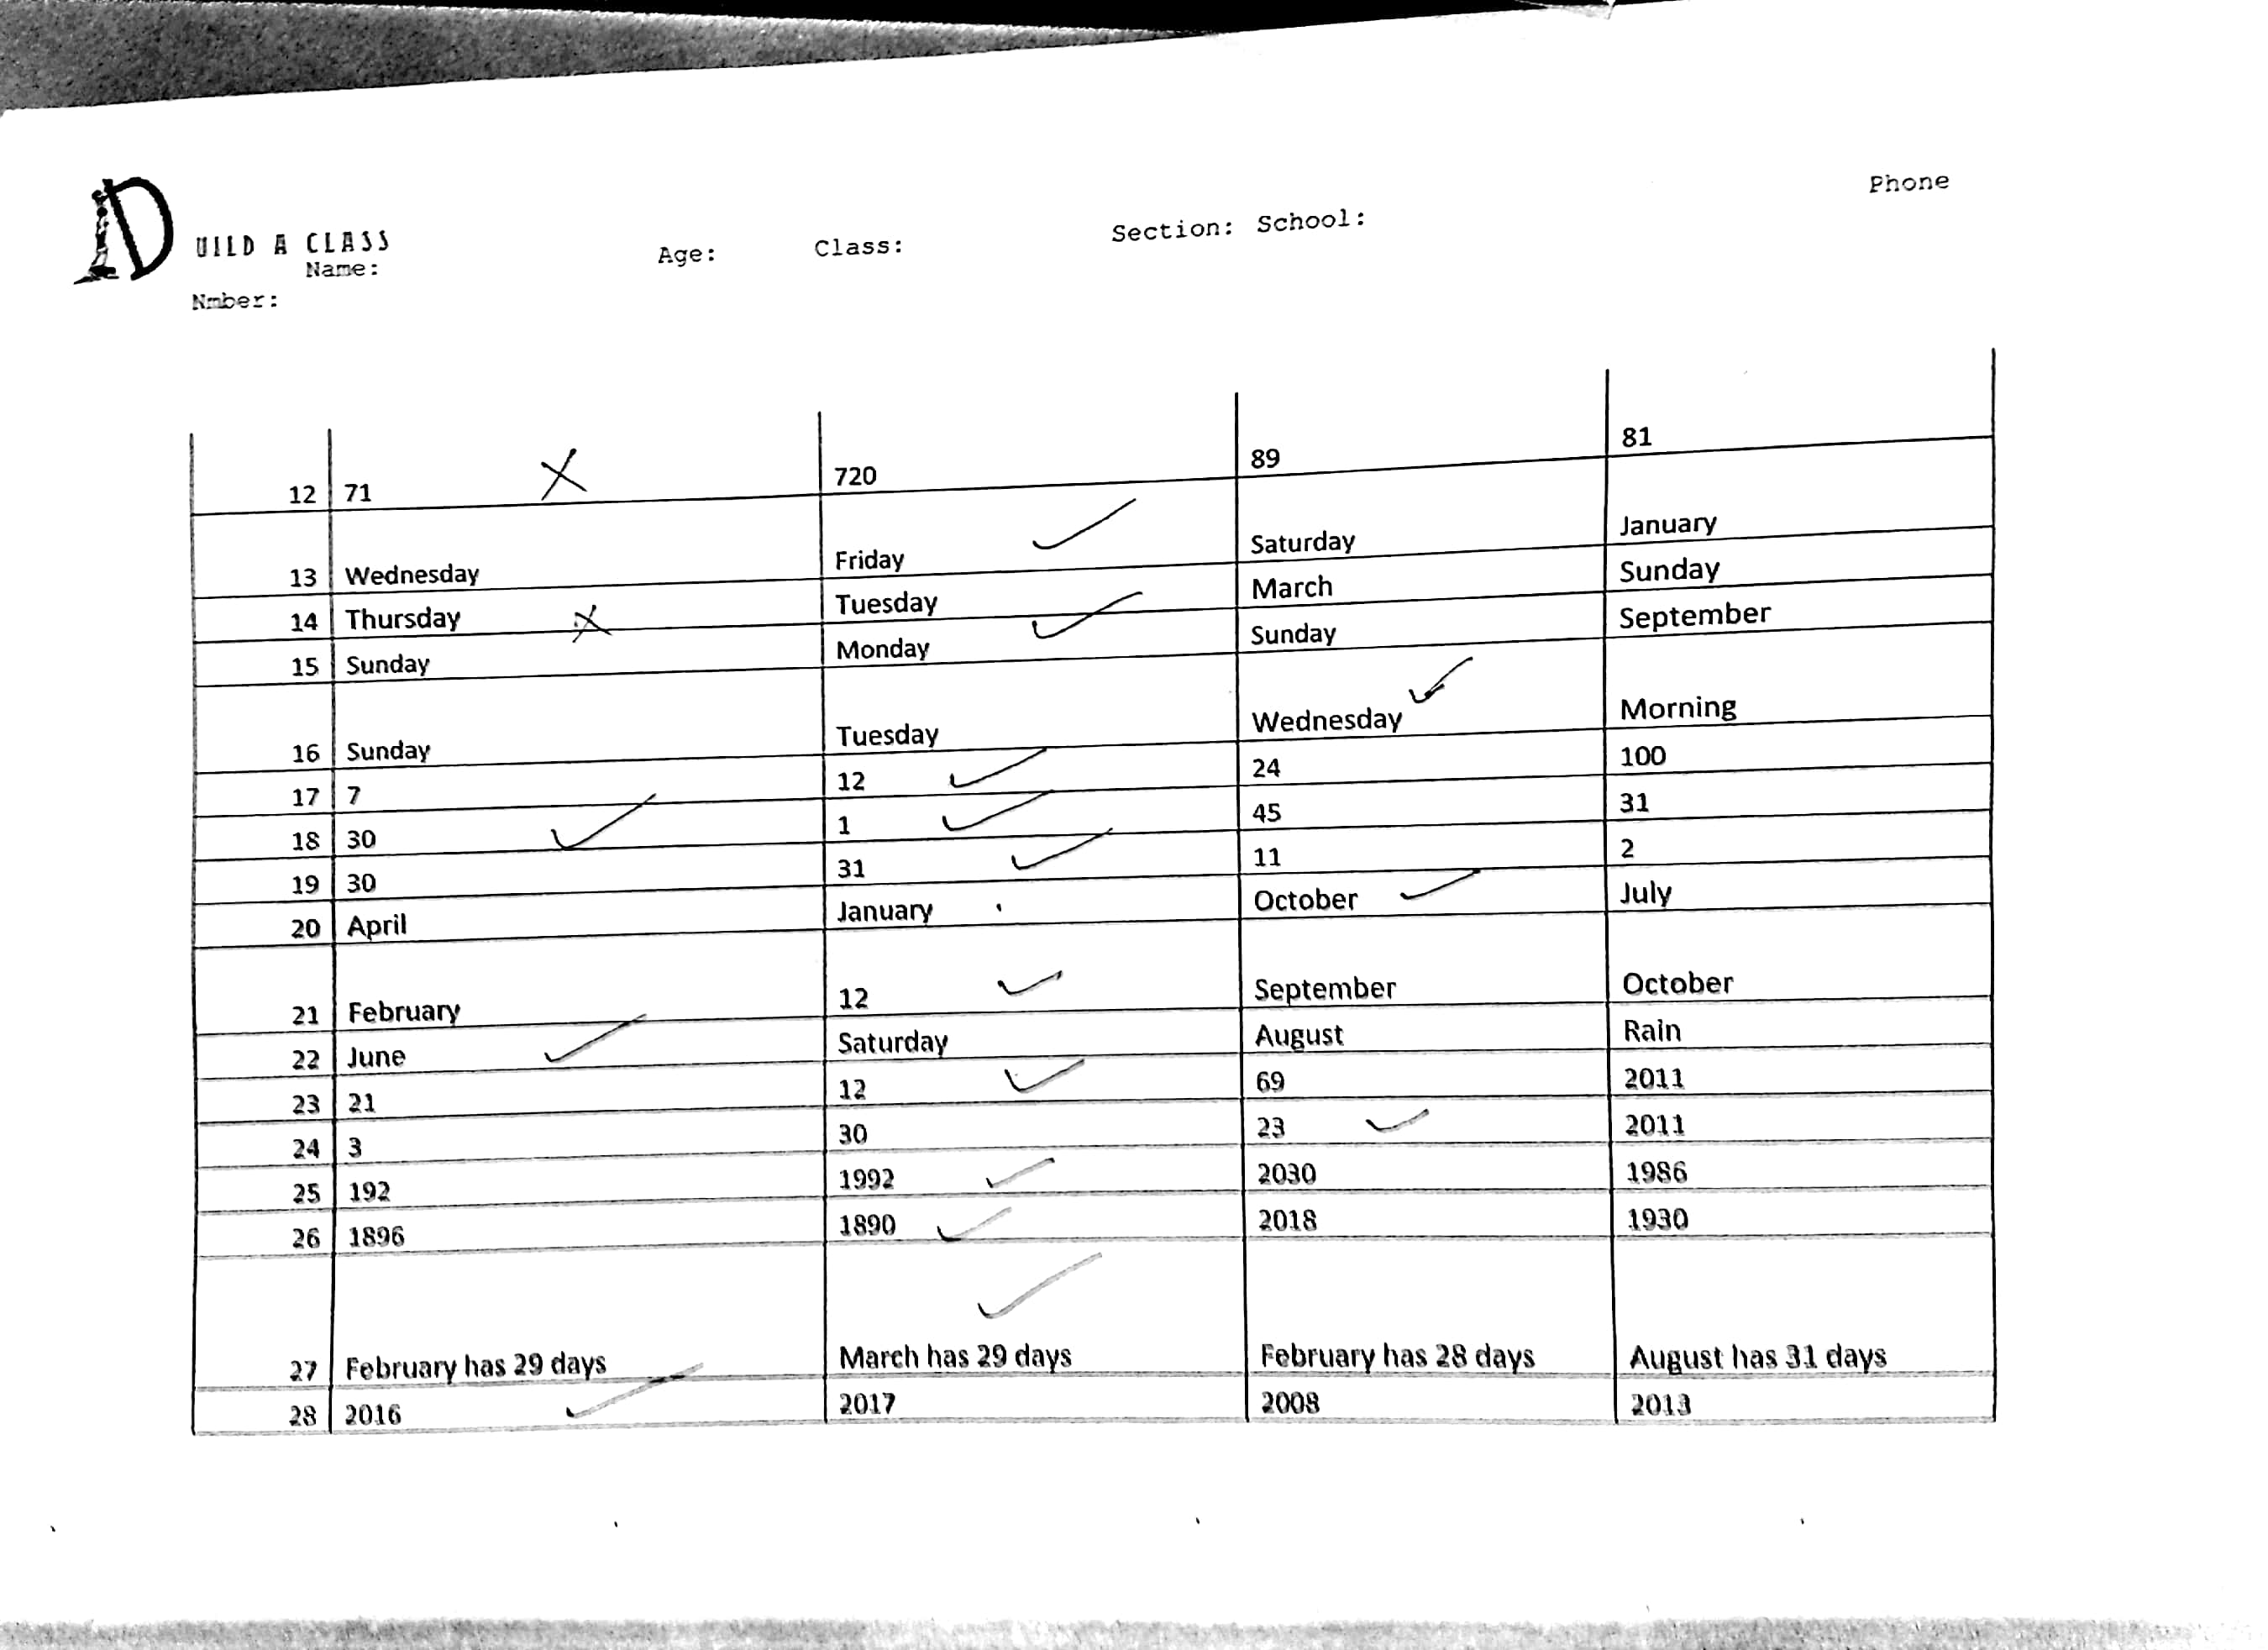 UILD A CLASS
Name: Age: Class: Section: School: Phone
Nmber:
12 71 720 89 81
13 Wednesday Friday Saturday January
14 Thursday Tuesday March Sunday
15 Sunday Monday Sunday September
16 Sunday Tuesday Wednesday Morning
17 7 12 24 100
18 30 1 45 31
19 30 31 11 2
20 April January October July
21 February 12 September October
22 June Saturday August Rain
23 21 12 69 2011
24 3 30 23 2011
25 192 1992 2030 1986
26 1896 1890 2018 1930
27 February has 29 days March has 29 days February has 28 days August has 31 days
28 2016 2017 2008 2013